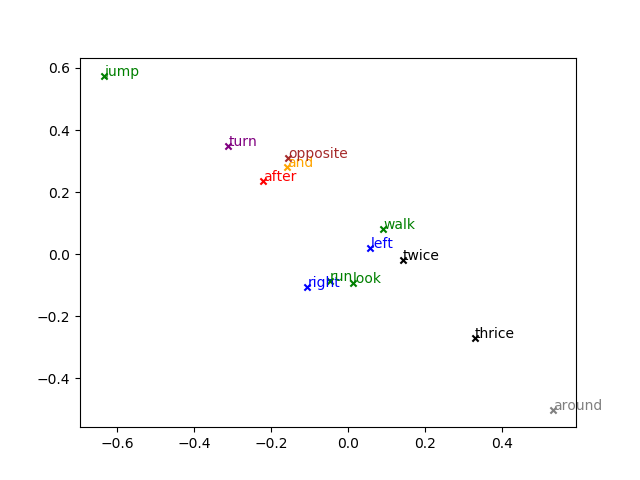 0.6
jump
0.4
turn
opposite
and
after
0.2
walk
left
twice
0.0
run
look
right
−0.2
thrice
−0.4
around
−0.6 −0.4 −0.2 0.0 0.2 0.4